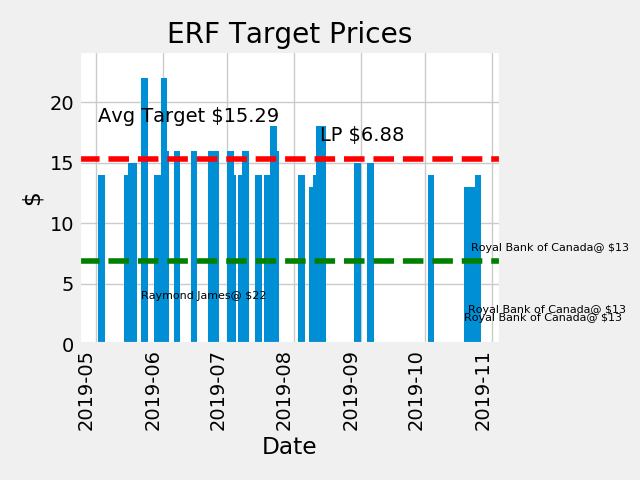 ERF Target Prices
Avg Target $15.29
LP $6.88
Royal Bank of Canada@ $13
Raymond James@ $22
Royal Bank of Canada@ $13
Royal Bank of Canada@ $13
$
20
15
10
5
0
2019-05
2019-06
2019-07
2019-08
2019-09
2019-10
2019-11
Date